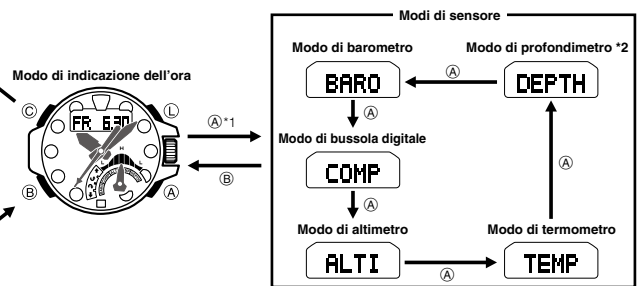 Modi di sensore
Modo di barometro
Modo di profondimetro *2
BARO
Ⓐ
DEPTH
Modo di indicazione dell'ora
Ⓒ
Ⓛ
FR 6.30
Ⓐ*1
Ⓐ
Modo di bussola digitale
Ⓑ
COMP
Ⓐ
H
L
L
Ⓑ
Ⓐ
Ⓐ
Modo di altimetro
Modo di termometro
ALTI
Ⓐ
TEMP